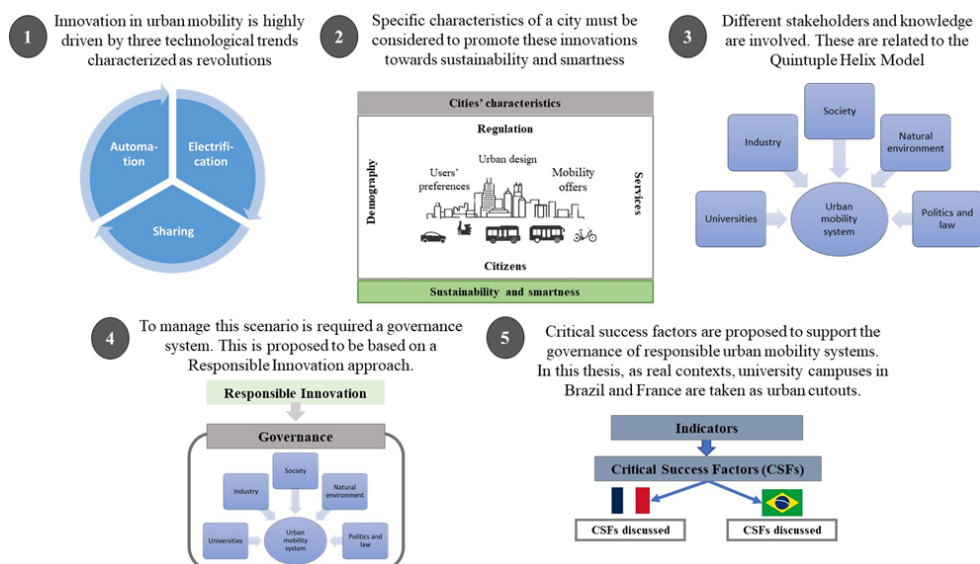 1
Innovation in urban mobility is highly
driven by three technological trends
characterized as revolutions
Automa-
tion
Electrifi-
cation
Sharing
2
Specific characteristics of a city must be
considered to promote these innovations
towards sustainability and smartness
Cities' characteristics
Regulation
Demography
Users'
preferences
Urban design
Mobility
offers
Services
Citizens
Sustainability and smartness
3
Different stakeholders and knowledge
are involved. These are related to the
Quintuple Helix Model
Society
Industry
Natural
environment
Universities
Urban
mobility
system
Politics and
law
4
To manage this scenario is required a governance
system. This is proposed to be based on a
Responsible Innovation approach.
Responsible Innovation
Governance
Society
Industry
Natural
environment
Universities
Urban
mobility
system
Politics and
law
5
Critical success factors are proposed to support the
governance of responsible urban mobility systems.
In this thesis, as real contexts, university campuses in
Brazil and France are taken as urban cutouts.
Indicators
Critical Success Factors (CSFs)
CSFs discussed
CSFs discussed